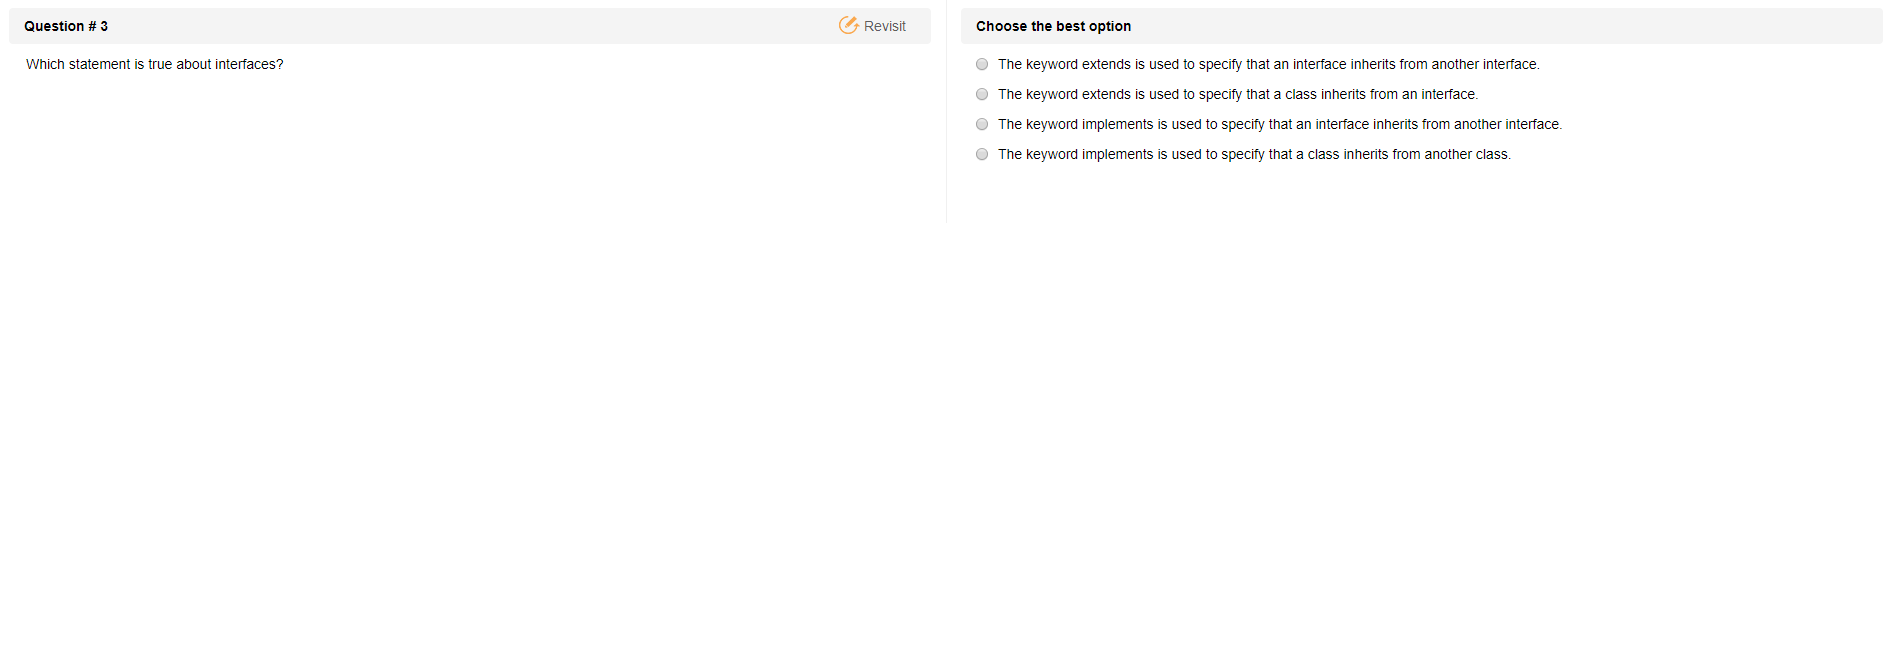 Question # 3
Revisit
Which statement is true about interfaces?
Choose the best option
The keyword extends is used to specify that an interface inherits from another interface.
The keyword extends is used to specify that a class inherits from an interface.
The keyword implements is used to specify that an interface inherits from another interface.
The keyword implements is used to specify that a class inherits from another class.